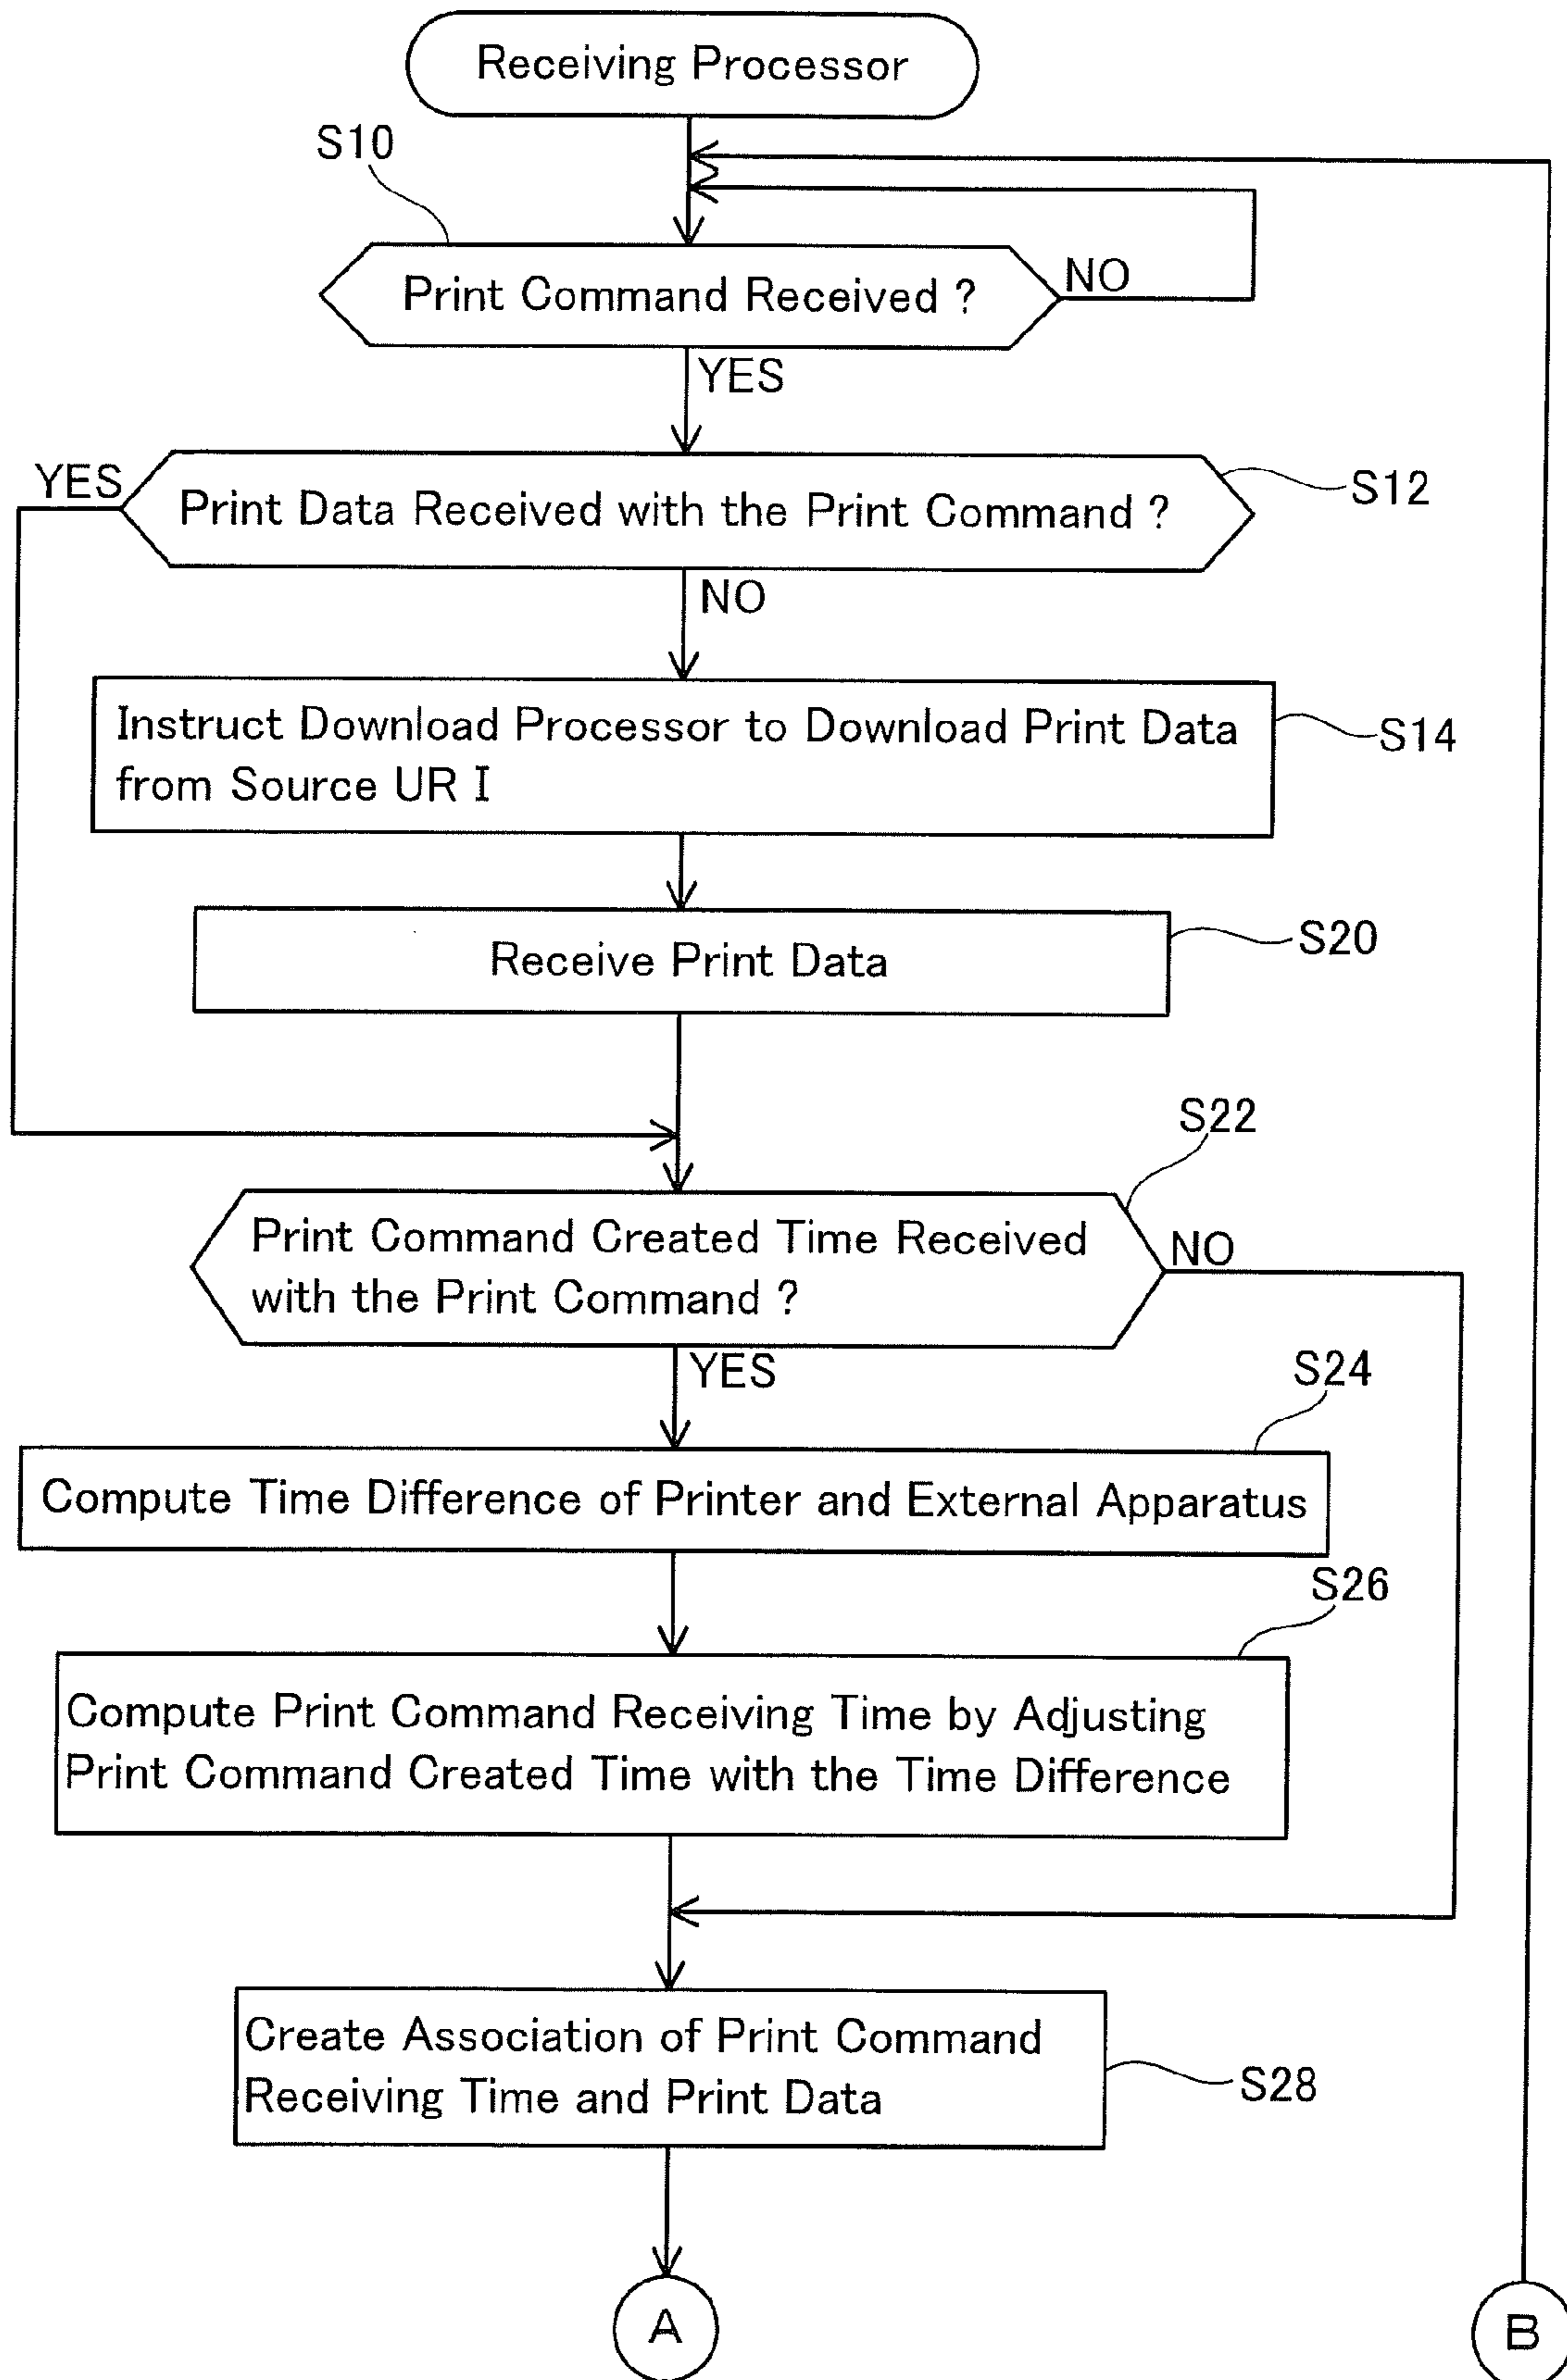 Receiving Processor
S10
Print Command Received ?
NO
YES
YES
Print Data Received with the Print Command ?
S12
NO
Instruct Download Processor to Download Print Data
from Source URI
S14
Receive Print Data
S20
S22
Print Command Created Time Received
with the Print Command ?
NO
YES
S24
Compute Time Difference of Printer and External Apparatus
S26
Compute Print Command Receiving Time by Adjusting
Print Command Created Time with the Time Difference
Create Association of Print Command
Receiving Time and Print Data
S28
A
B